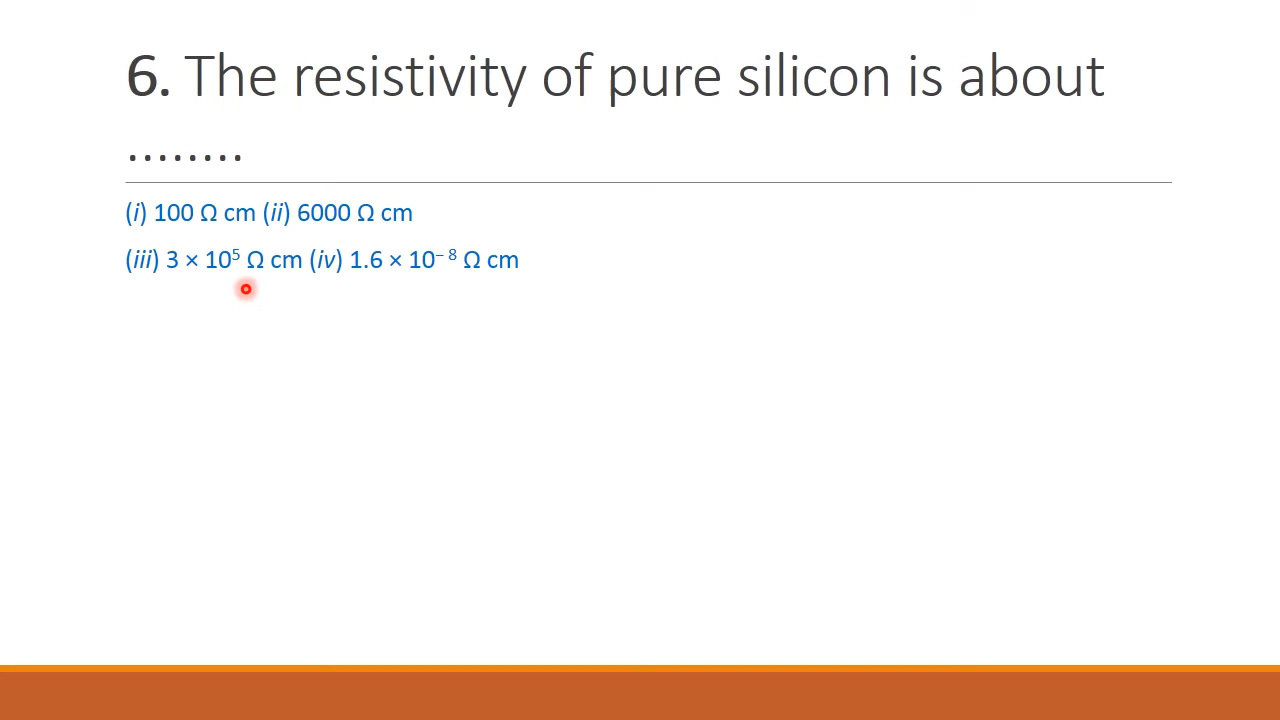 6. The resistivity of pure silicon is about
........
(i) 100 Ω cm (ii) 6000 Ω cm
(iii) 3 × 10⁵ Ω cm (iv) 1.6 × 10⁻ ⁸ Ω cm